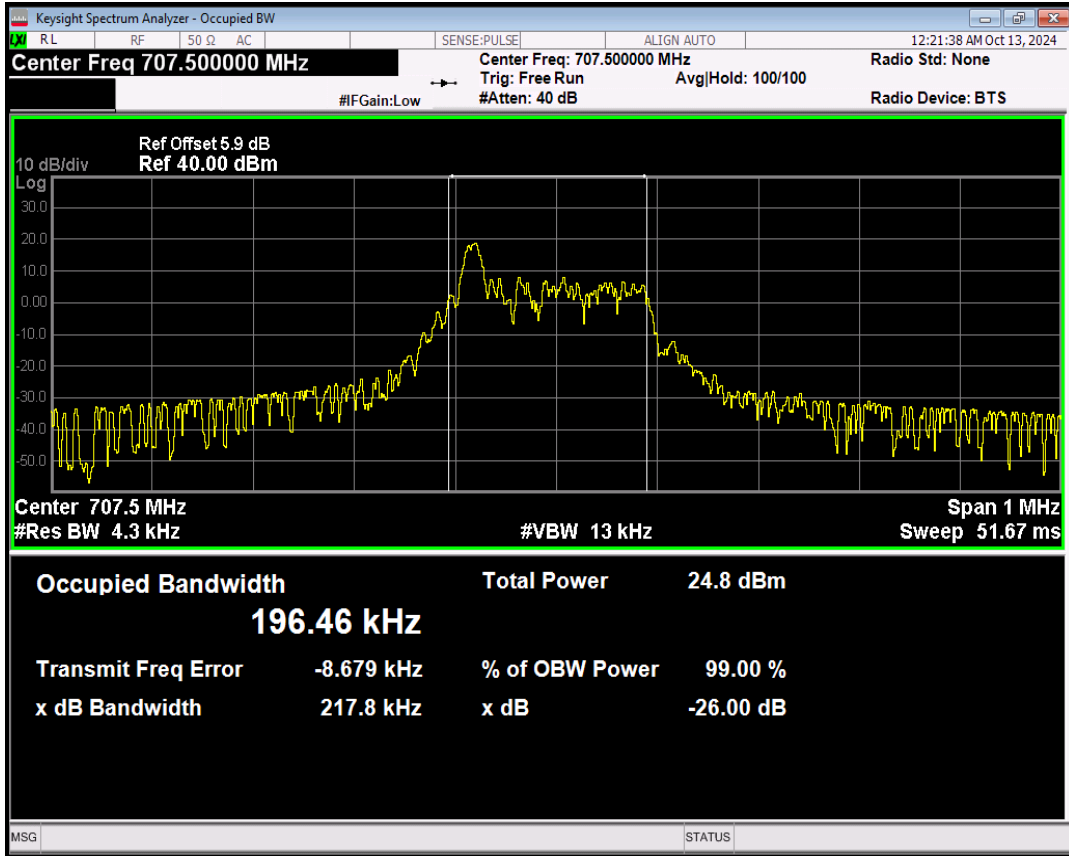 Keysight Spectrum Analyzer - Occupied BW
LXI RL RF 50 Ω AC SENSE:PULSE ALIGN AUTO 12:21:38 AM Oct 13, 2024
Center Freq 707.500000 MHz Center Freq: 707.500000 MHz Radio Std: None
Trig: Free Run Avg|Hold: 100/100
#IFGain:Low #Atten: 40 dB Radio Device: BTS
Ref Offset 5.9 dB
10 dB/div Ref 40.00 dBm
Log
30.0
20.0
10.0
0.00
-10.0
-20.0
-30.0
-40.0
-50.0
Center 707.5 MHz Span 1 MHz
#Res BW 4.3 kHz #VBW 13 kHz Sweep 51.67 ms
Occupied Bandwidth Total Power 24.8 dBm
196.46 kHz
Transmit Freq Error -8.679 kHz % of OBW Power 99.00 %
x dB Bandwidth 217.8 kHz x dB -26.00 dB
MSG STATUS